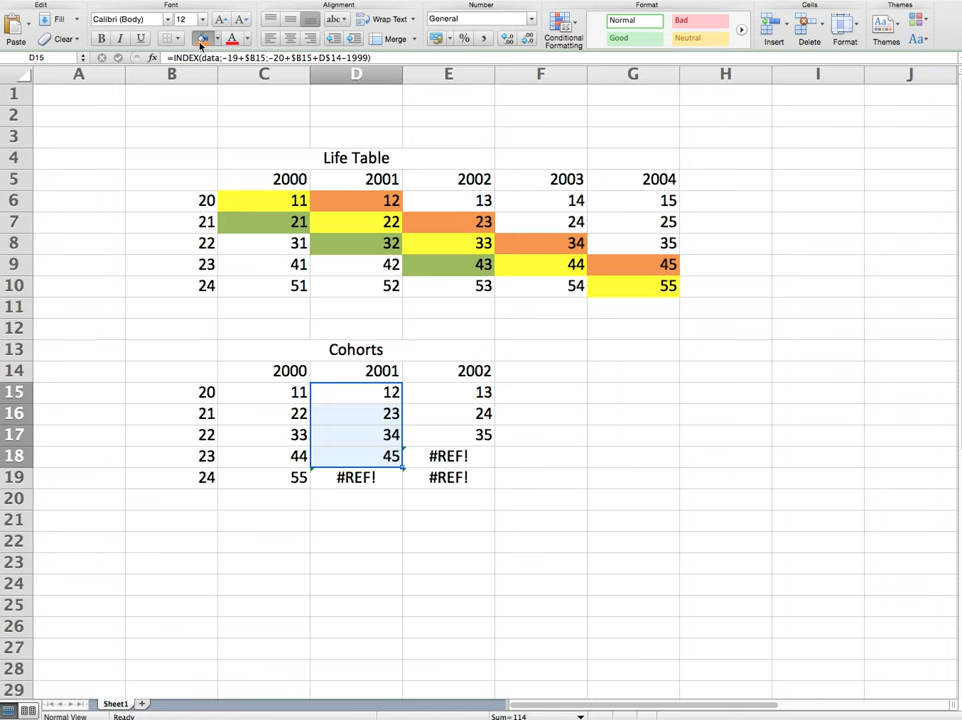 Edit Font Alignment Number Format Cells Themes
Fill Calibri (Body) 12 A A abc Wrap Text General Normal Bad
Paste Clear B I U A Merge % Conditional Formatting Good Neutral Insert Delete Format Themes Aa
D15 fx =INDEX(data;-19+$B15;-20+$B15+D$14-1999)
A B C D E F G H I J
1
2
3
4 Life Table
5 2000 2001 2002 2003 2004
6 20 11 12 13 14 15
7 21 21 22 23 24 25
8 22 31 32 33 34 35
9 23 41 42 43 44 45
10 24 51 52 53 54 55
11
12
13 Cohorts
14 2000 2001 2002
15 20 11 12 13
16 21 22 23 24
17 22 33 34 35
18 23 44 45 #REF!
19 24 55 #REF! #REF!
20
21
22
23
24
25
26
27
28
29
Sheet1
Normal View Ready Sum=114